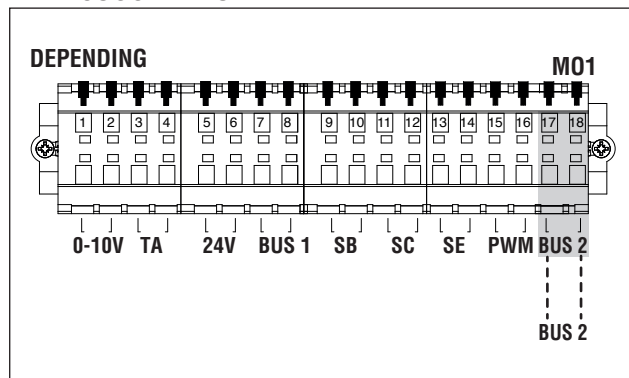 DEPENDING
MO1
1 2 3 4 5 6 7 8 9 10 11 12 13 14 15 16 17 18
0-10V TA 24V BUS 1 SB SC SE PWM BUS 2
BUS 2